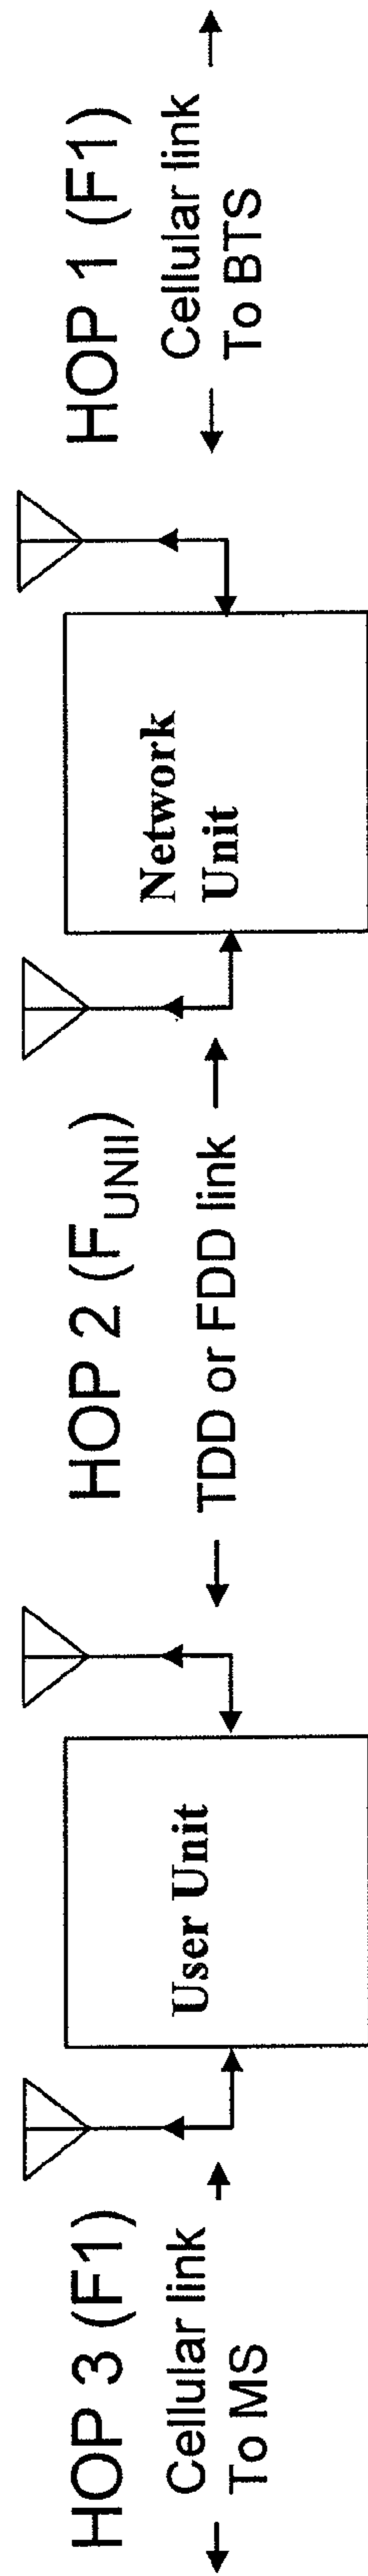 HOP 3 (F1)
Cellular link
To MS
User Unit
HOP 2 (FUNII)
TDD or FDD link
Network
Unit
HOP 1 (F1)
Cellular link
To BTS